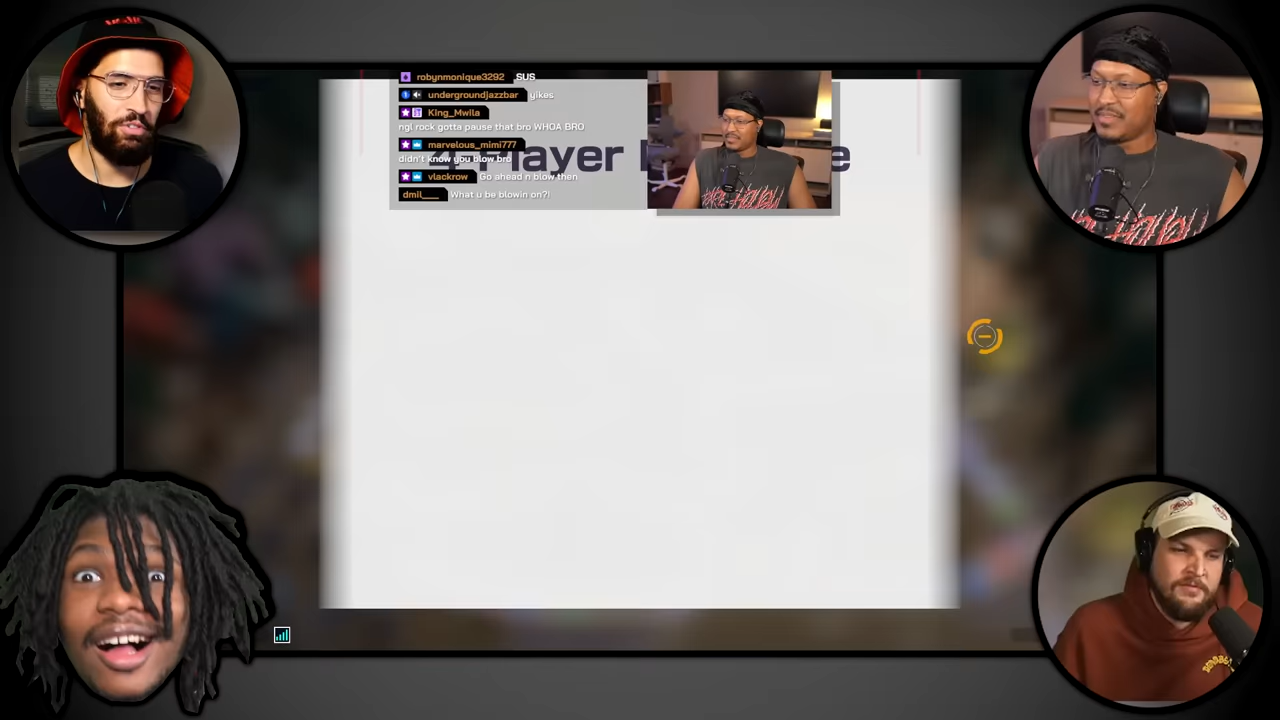 robynmonique3292 SUS
undergroundjazzbar yikes
King_Mwila
ngl rock gotta pause that bro WHOA BRO
marvelous_mimi777
didn't know you blow bro
vlackrow Go ahead n blow then
dmil___ What u be blowin on?!